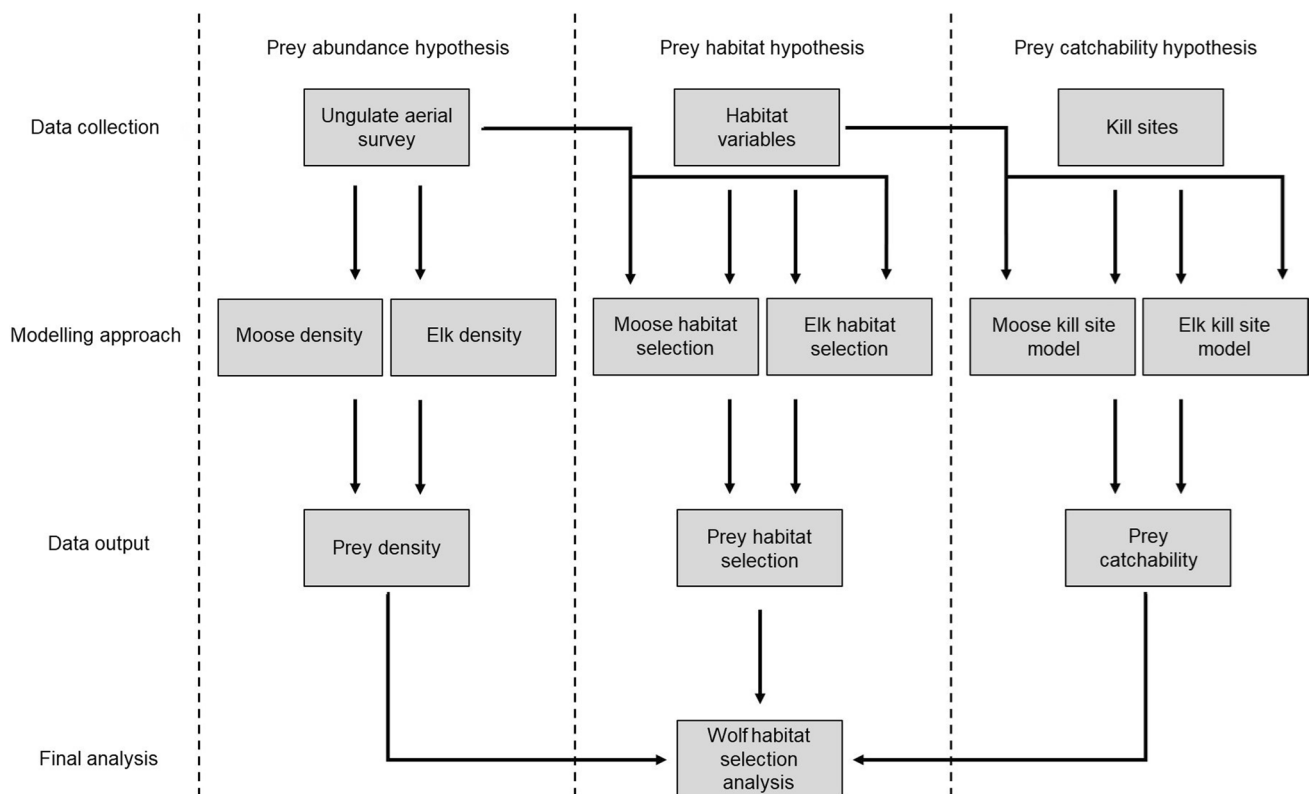 Prey abundance hypothesis
Prey habitat hypothesis
Prey catchability hypothesis
Data collection
Ungulate aerial
survey
Habitat
variables
Kill sites
Modelling approach
Moose density
Elk density
Moose habitat
selection
Elk habitat
selection
Moose kill site
model
Elk kill site
model
Data output
Prey density
Prey habitat
selection
Prey
catchability
Final analysis
Wolf habitat
selection
analysis